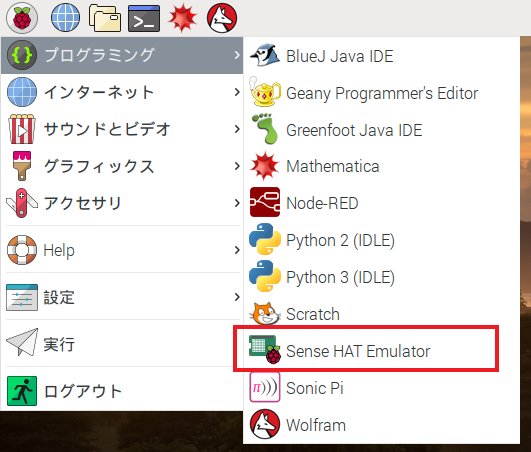 プログラミング
インターネット
サウンドとビデオ
グラフィックス
アクセサリ
Help
設定
実行
ログアウト
BlueJ Java IDE
Geany Programmer's Editor
Greenfoot Java IDE
Mathematica
Node-RED
Python 2 (IDLE)
Python 3 (IDLE)
Scratch
Sense HAT Emulator
Sonic Pi
Wolfram